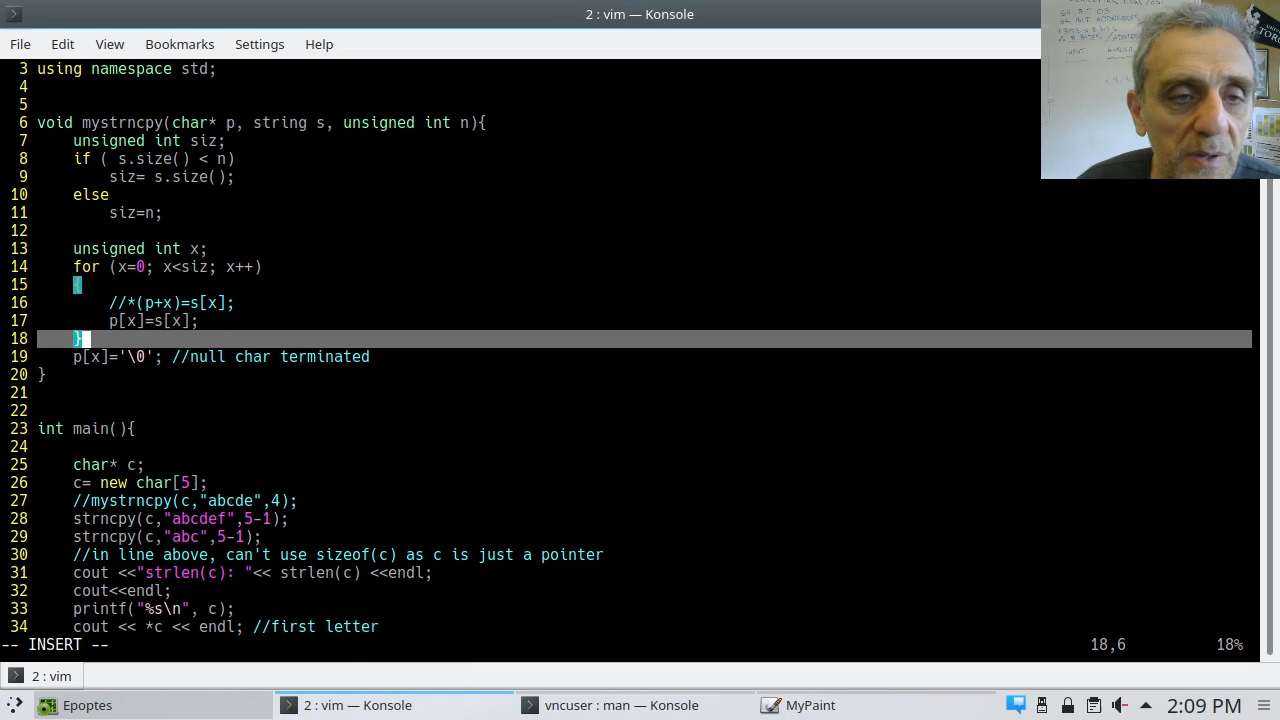 2 : vim — Konsole
File Edit View Bookmarks Settings Help
3 using namespace std;
4
5
6 void mystrncpy(char* p, string s, unsigned int n){
7 unsigned int siz;
8 if ( s.size() < n)
9 siz= s.size();
10 else
11 siz=n;
12
13 unsigned int x;
14 for (x=0; x<siz; x++)
15 {
16 //*(p+x)=s[x];
17 p[x]=s[x];
18 }
19 p[x]='\0'; //null char terminated
20 }
21
22
23 int main(){
24
25 char* c;
26 c= new char[5];
27 //mystrncpy(c,"abcde",4);
28 strncpy(c,"abcdef",5-1);
29 strncpy(c,"abc",5-1);
30 //in line above, can't use sizeof(c) as c is just a pointer
31 cout <<"strlen(c): "<< strlen(c) <<endl;
32 cout<<endl;
33 printf("%s\n", c);
34 cout << *c << endl; //first letter
-- INSERT -- 18,6 18%
2 : vim
Epoptes 2 : vim — Konsole vncuser : man — Konsole MyPaint 2:09 PM
64 BIT ADDRESSES